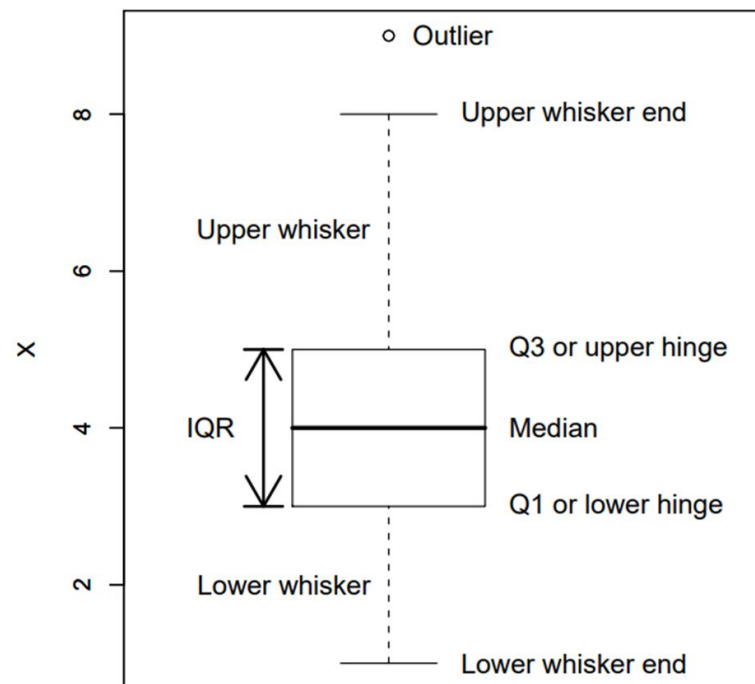 Outlier
8
Upper whisker end
Upper whisker
6
X
Q3 or upper hinge
IQR
4
Median
Q1 or lower hinge
2
Lower whisker
Lower whisker end